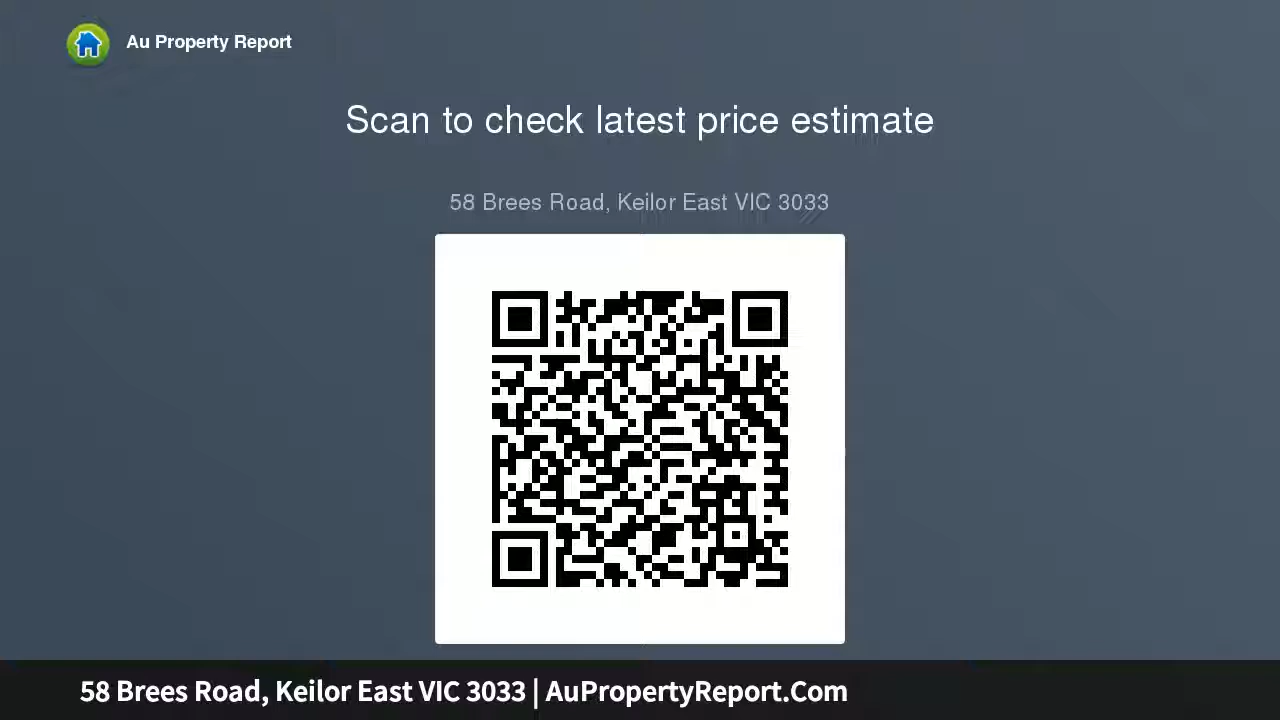 Au Property Report
Scan to check latest price estimate
58 Brees Road, Keilor East VIC 3033
58 Brees Road, Keilor East VIC 3033 | AuPropertyReport.Com